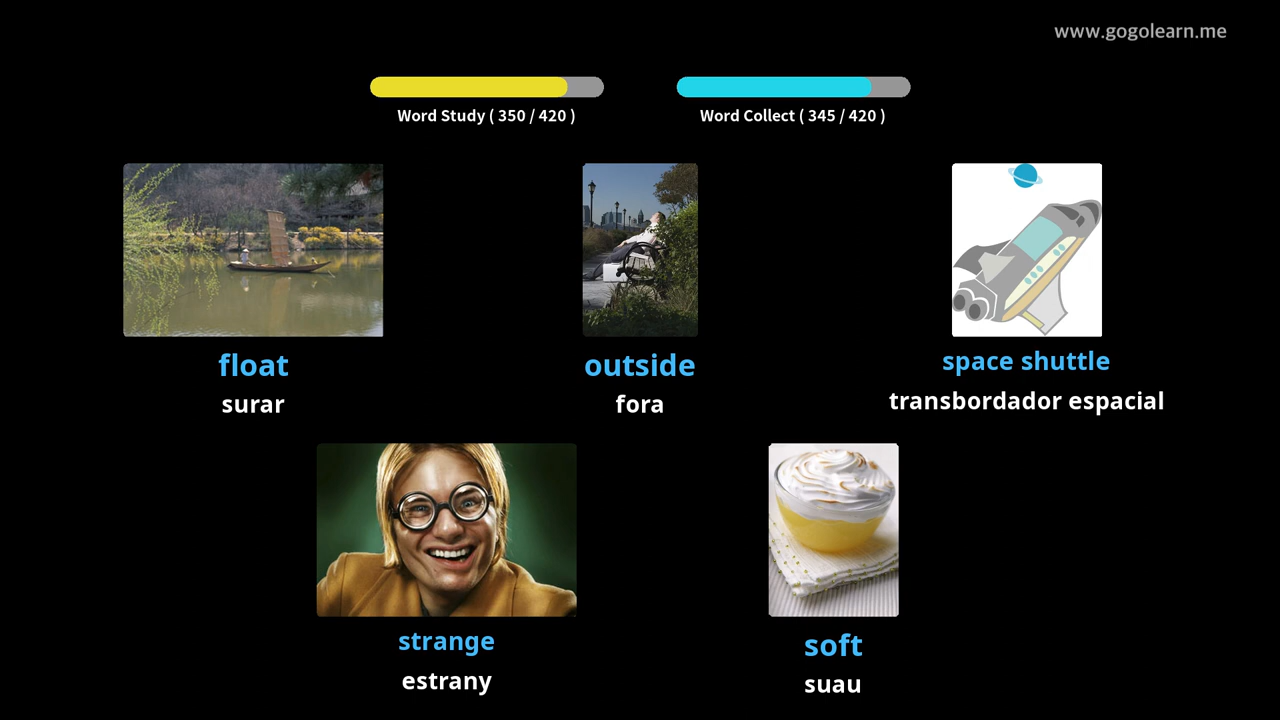 www.gogolearn.me
Word Study ( 350 / 420 )
Word Collect ( 345 / 420 )
float
surar
outside
fora
space shuttle
transbordador espacial
strange
estrany
soft
suau